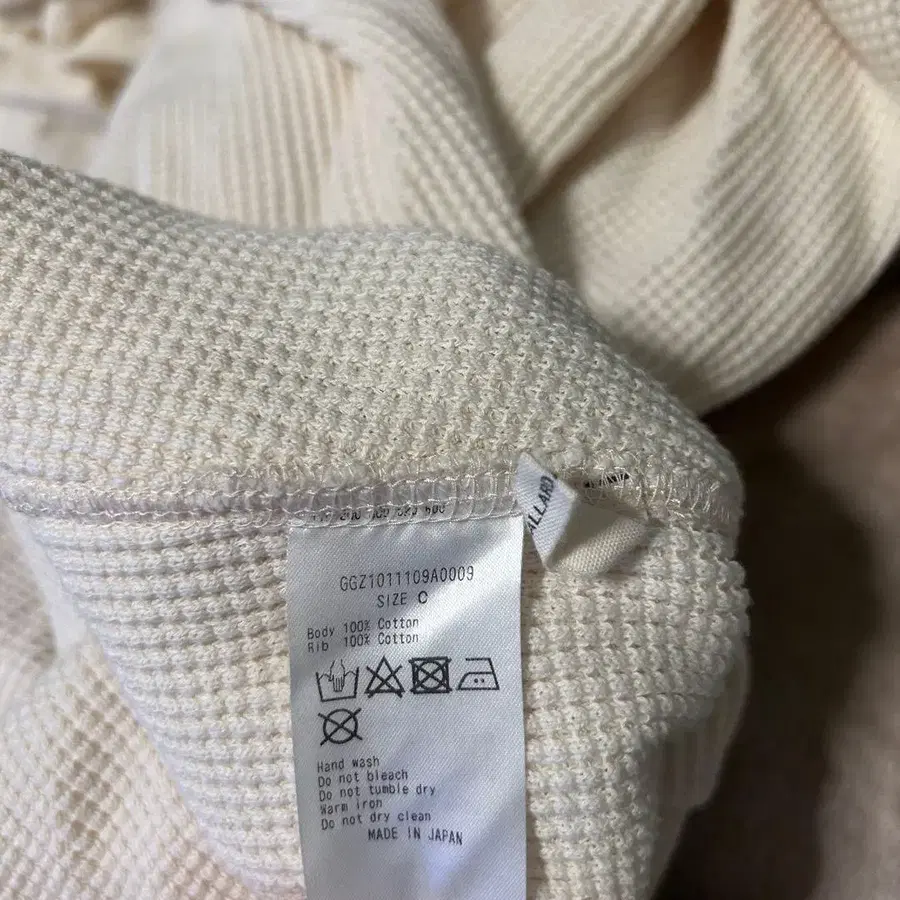 ALLARD
GGZ1011109A0009
SIZE C
Body 100% Cotton
Rib 100% Cotton
Hand wash
Do not bleach
Do not tumble dry
Warm iron
Do not dry clean
MADE IN JAPAN